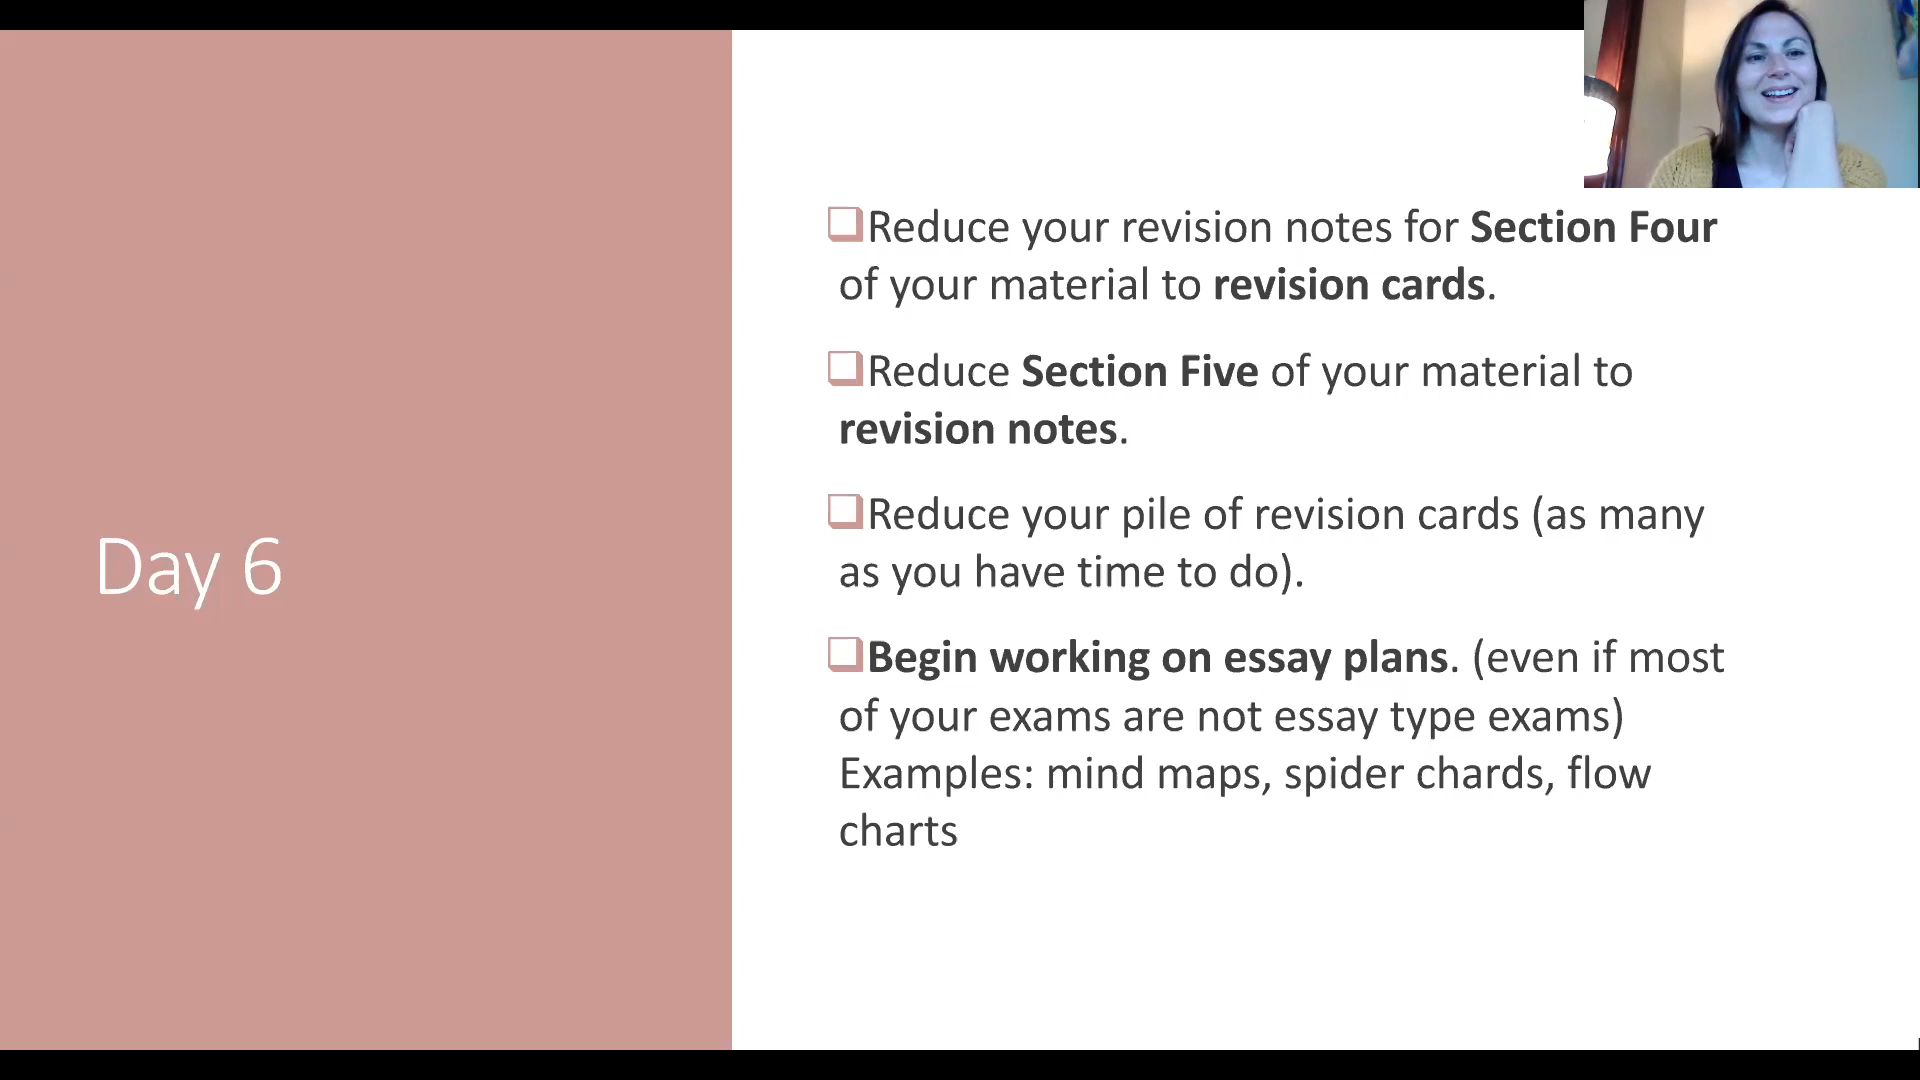 Day 6
Reduce your revision notes for Section Four
of your material to revision cards.
Reduce Section Five of your material to
revision notes.
Reduce your pile of revision cards (as many
as you have time to do).
Begin working on essay plans. (even if most
of your exams are not essay type exams)
Examples: mind maps, spider chards, flow
charts